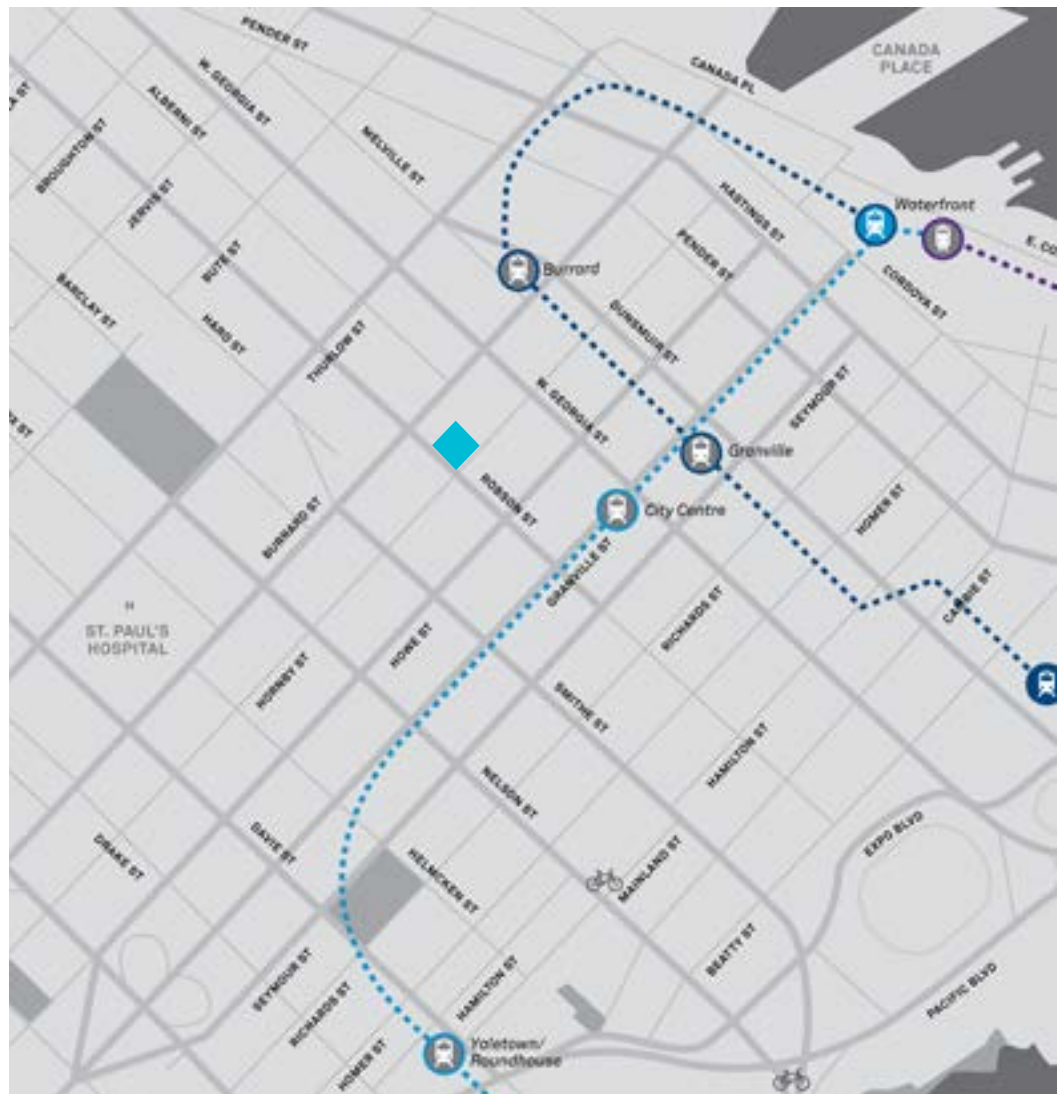 PENDER ST
CANADA
PLACE
CANADA PL
W. GEORGIA ST
ALBERNI ST
MELVILLE ST
BROUGHTON ST
JERVIS ST
HASTINGS ST
Waterfront
PENDER ST
E. CO
BUTE ST
Burrard
CORDOVA ST
BARCLAY ST
HARO ST
DUNSMUIR ST
THURLOW ST
SEYMOUR ST
W. GEORGIA ST
Granville
ROBSON ST
City Centre
HOMER ST
BURRARD ST
GRANVILLE ST
CAMBIE ST
RICHARDS ST
H
ST. PAUL'S
HOSPITAL
HOWE ST
HORNBY ST
SMITHE ST
HAMILTON ST
NELSON ST
EXPO BLVD
DAVIE ST
DRAKE ST
HELMCKEN ST
MAINLAND ST
BEATTY ST
SEYMOUR ST
HAMILTON ST
PACIFIC BLVD
RICHARDS ST
Yaletown/
Roundhouse
HOMER ST